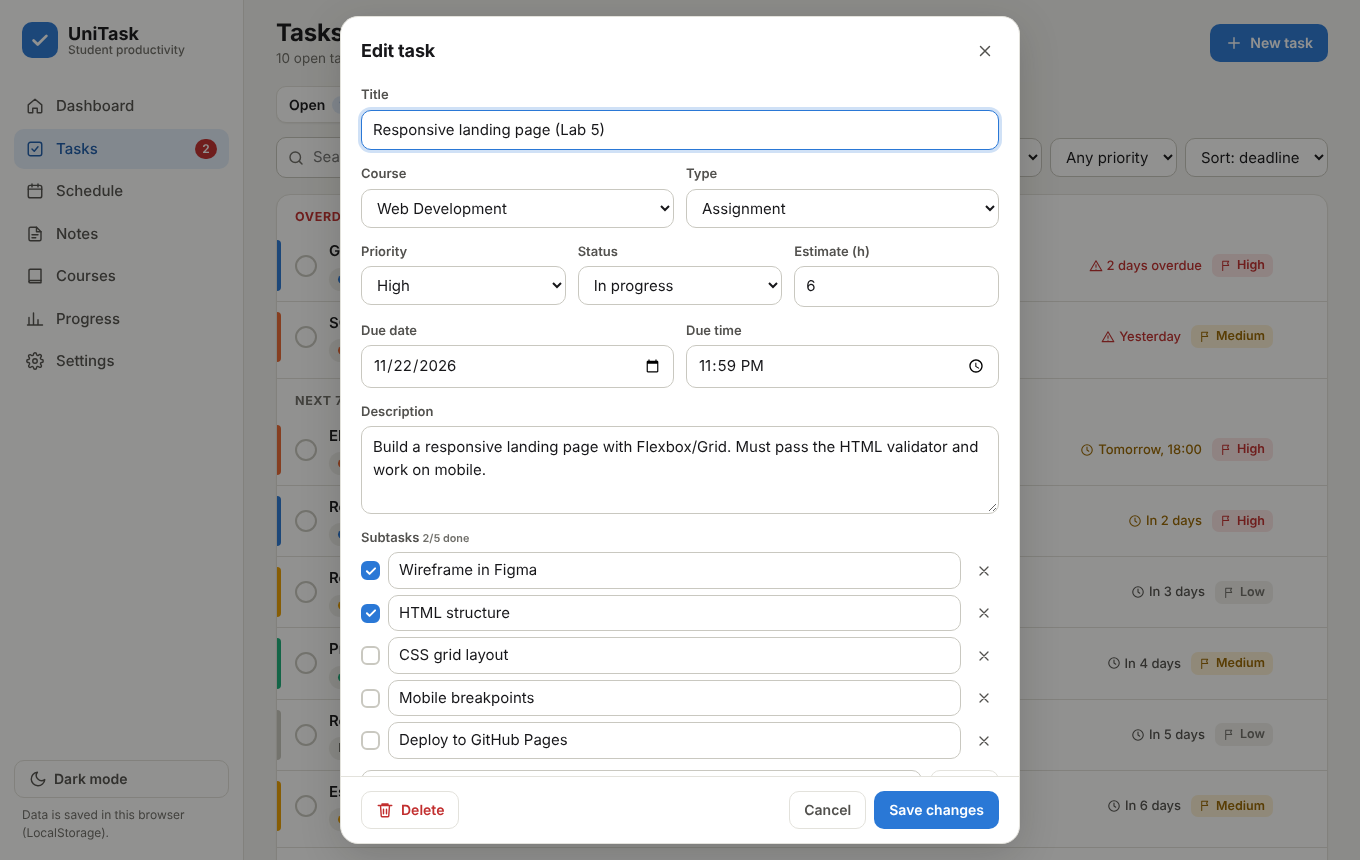 UniTask
Student productivity
Dashboard
Tasks
2
Schedule
Notes
Courses
Progress
Settings
Dark mode
Data is saved in this browser
(LocalStorage).
Tasks
10 open
New task
Open
Any priority
Sort: deadline
2 days overdue
High
Yesterday
Medium
NEXT
Tomorrow, 18:00
High
In 2 days
High
In 3 days
Low
In 4 days
Medium
In 5 days
Low
In 6 days
Medium
Edit task
Title
Responsive landing page (Lab 5)
Course
Type
Web Development
Assignment
Priority
Status
Estimate (h)
High
In progress
6
Due date
Due time
11/22/2026
11:59 PM
Description
Build a responsive landing page with Flexbox/Grid. Must pass the HTML validator and
work on mobile.
Subtasks 2/5 done
Wireframe in Figma
HTML structure
CSS grid layout
Mobile breakpoints
Deploy to GitHub Pages
Delete
Cancel
Save changes